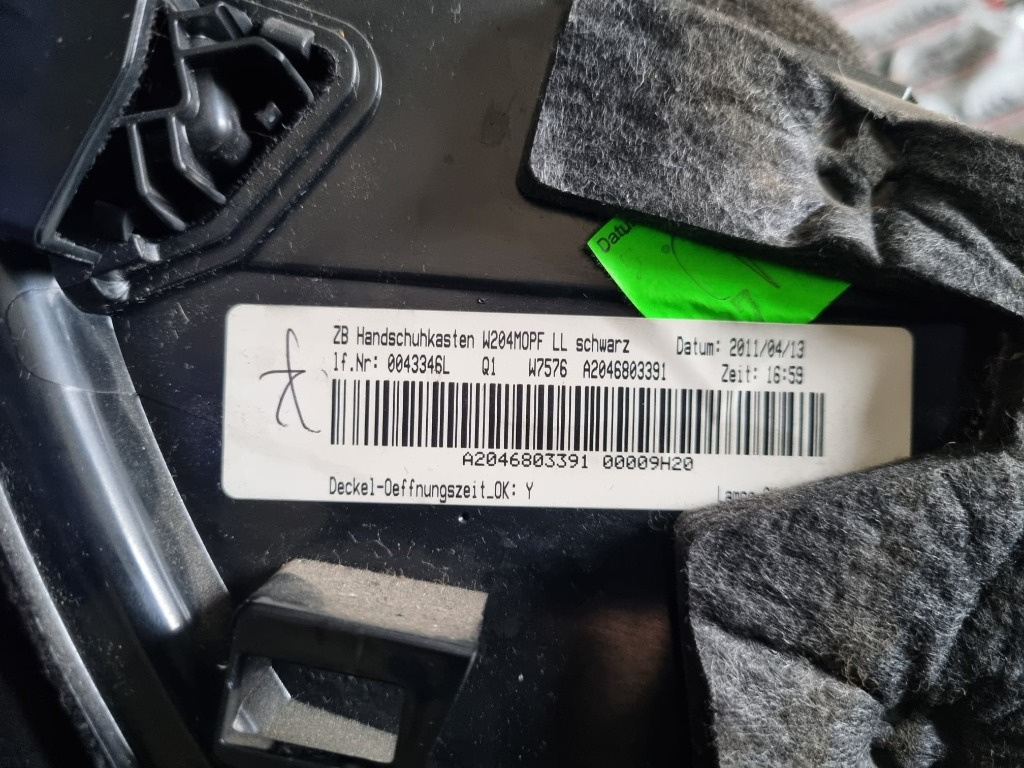 Datum
ZB Handschuhkasten W204MOPF LL schwarz Datum: 2011/04/13
lf.Nr: 0043346L Q1 W7576 A2046803391 Zeit: 16:59
A2046803391 00009H20
Deckel-Oeffnungszeit_OK: Y